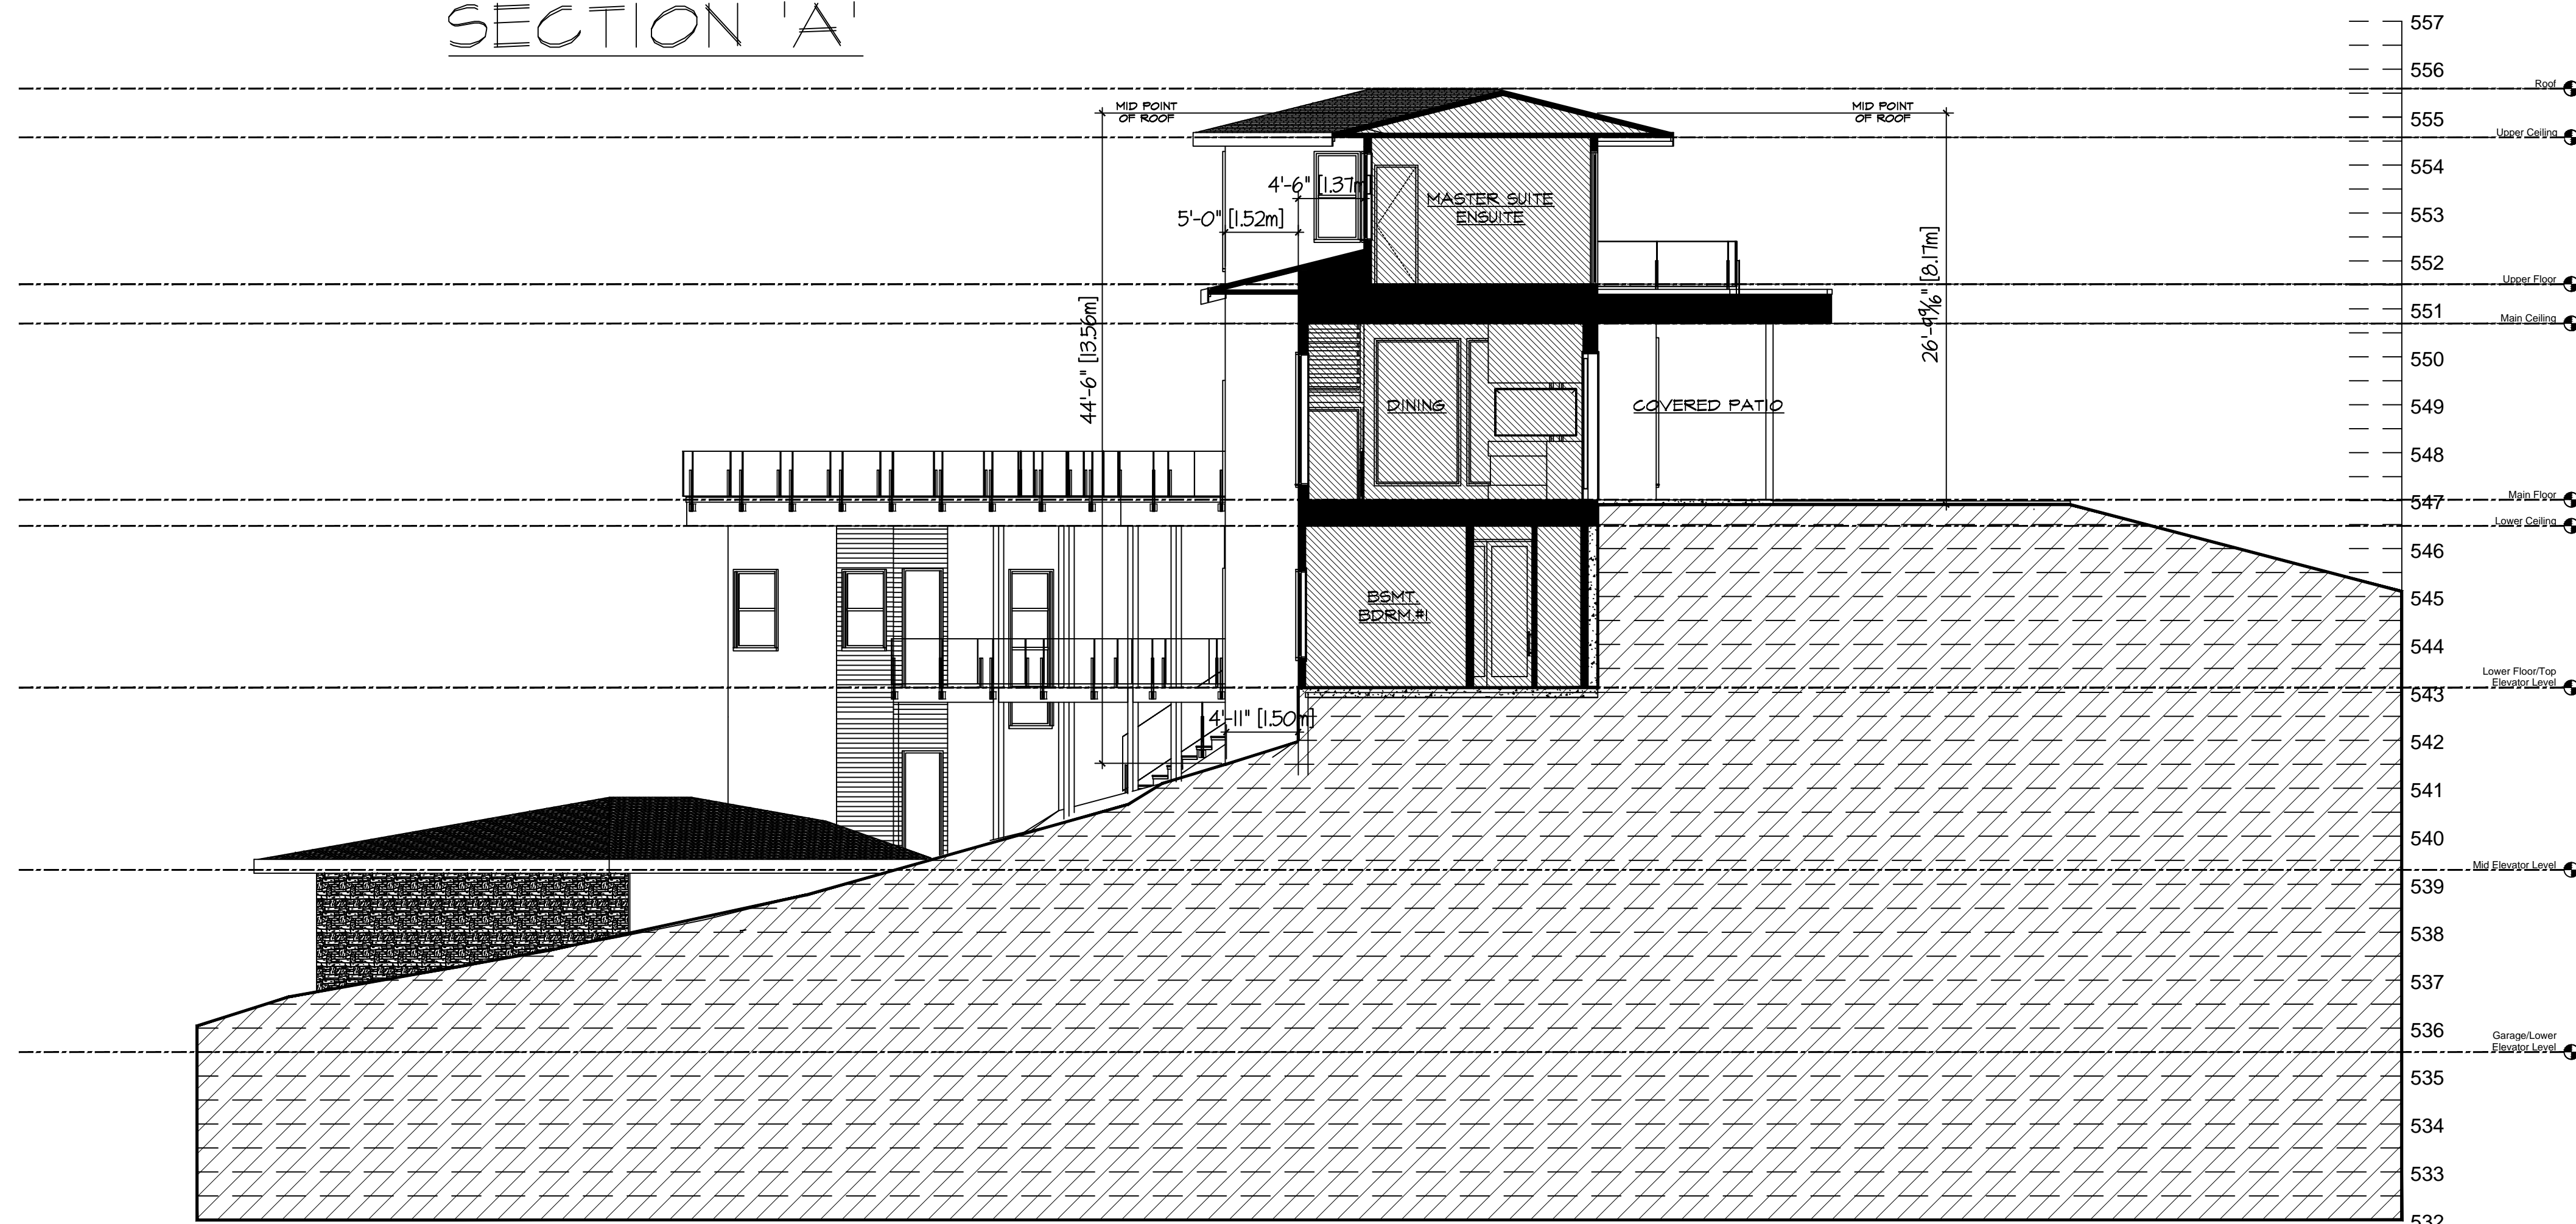 SECTION 'A'
557
556
Roof
MID POINT
OF ROOF
MID POINT
OF ROOF
555
Upper Ceiling
554
4'-6" [1.37m]
MASTER SUITE
ENSUITE
553
5'-0" [1.52m]
552
Upper Floor
551
Main Ceiling
44'-6" [13.56m]
26'-9 9/16" [8.17m]
550
DINING
COVERED PATIO
549
548
Main Floor
547
Lower Ceiling
546
BSMT.
BDRM.#1
545
544
Lower Floor/Top
Elevator Level
543
4'-11" [1.50m]
542
541
540
Mid Elevator Level
539
538
537
536
Garage/Lower
Elevator Level
535
534
533
532